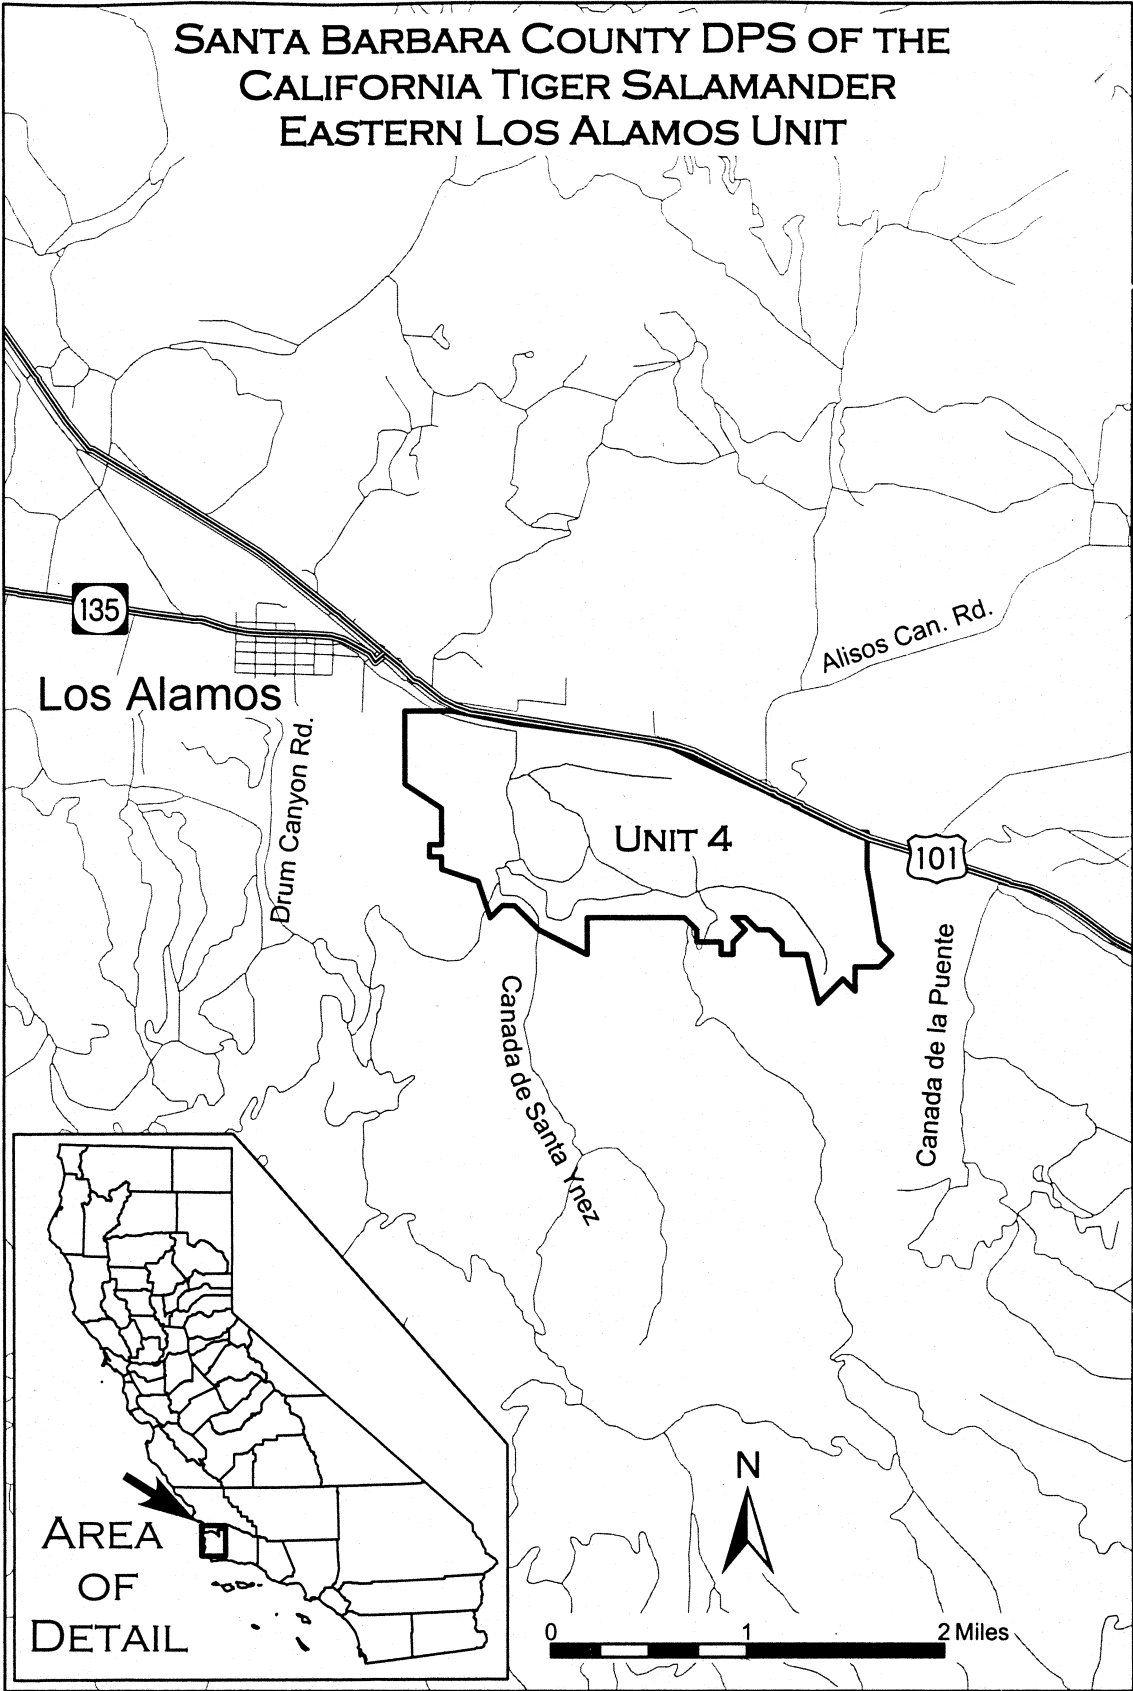 SANTA BARBARA COUNTY DPS OF THE
CALIFORNIA TIGER SALAMANDER
EASTERN LOS ALAMOS UNIT
135
Alisos Can. Rd.
Los Alamos
Drum Canyon Rd.
UNIT 4
101
Canada de Santa Ynez
Canada de la Puente
AREA
OF
DETAIL
N
0 1 2 Miles